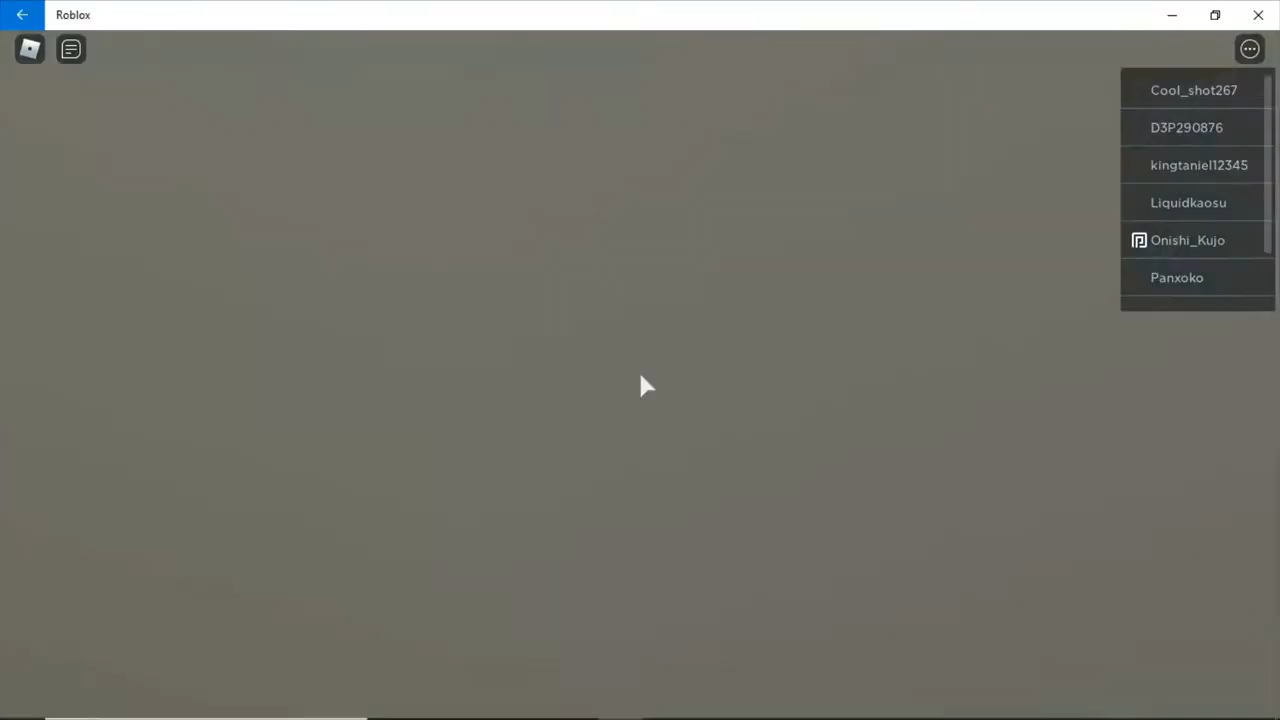 Roblox
Cool_shot267
D3P290876
kingtaniel12345
Liquidkaosu
Onishi_Kujo
Panxoko